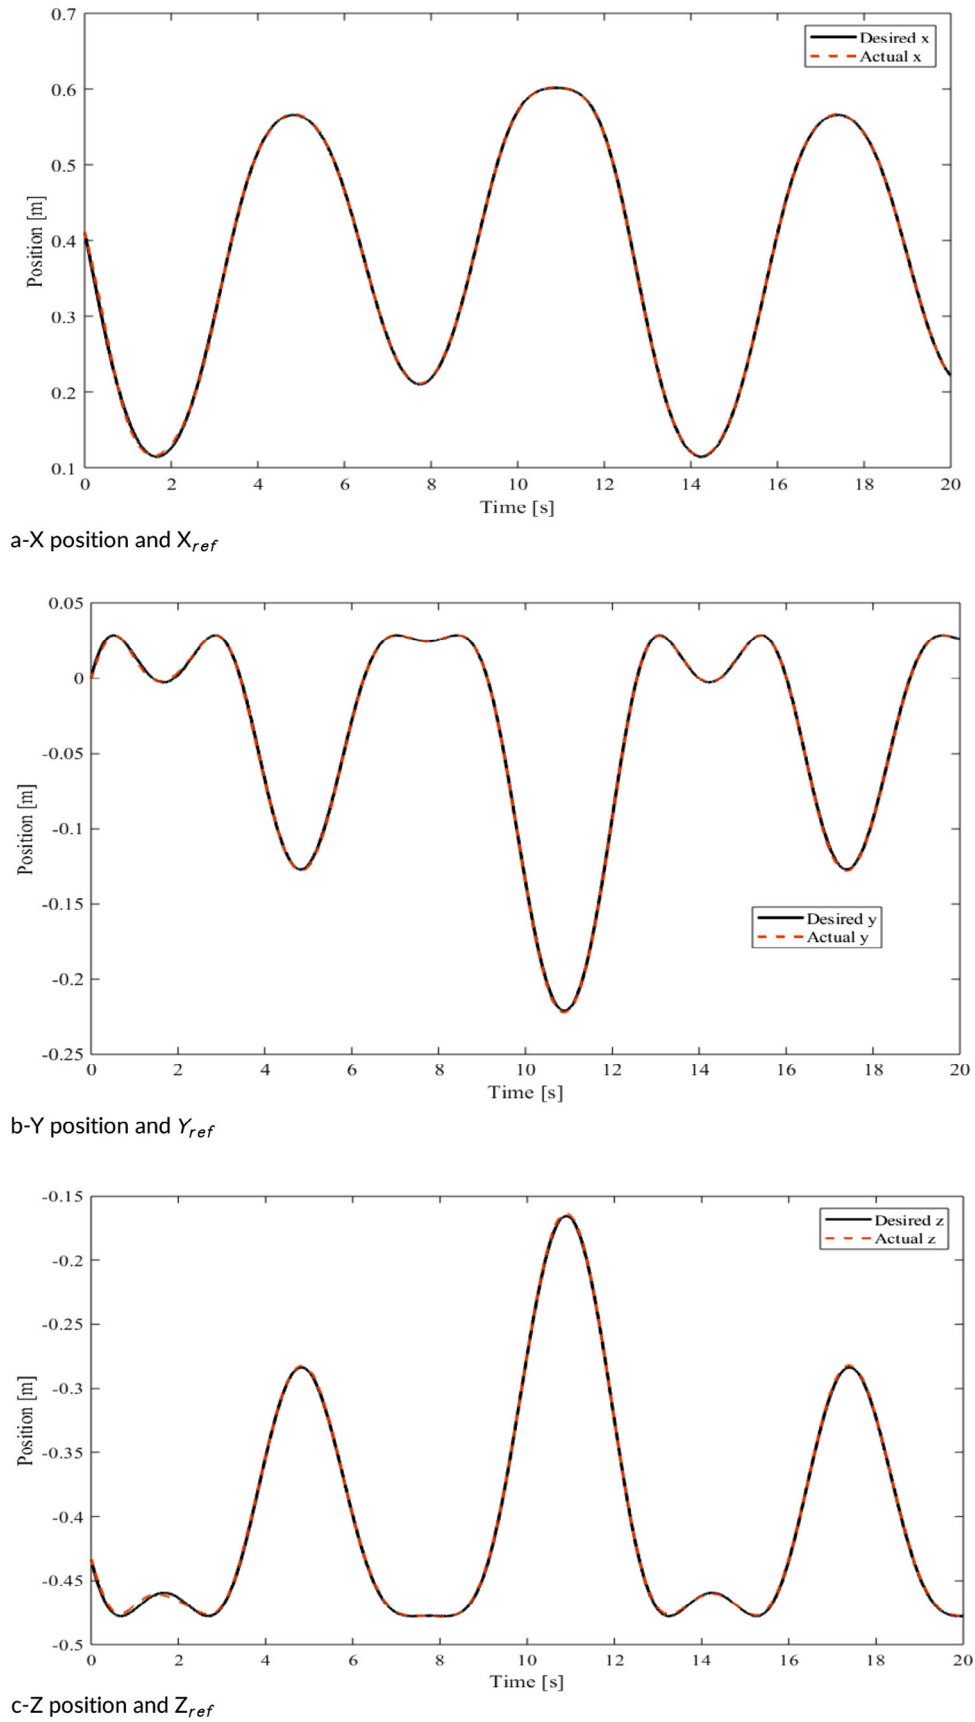 0.7
0.6
0.5
0.4
0.3
0.2
0.1
Position [m]
Desired x
Actual x
0 2 4 6 8 10 12 14 16 18 20
Time [s]
a-X position and Xref
0.05
0
-0.05
-0.1
-0.15
-0.2
-0.25
Position [m]
Desired y
Actual y
0 2 4 6 8 10 12 14 16 18 20
Time [s]
b-Y position and Yref
-0.15
-0.2
-0.25
-0.3
-0.35
-0.4
-0.45
-0.5
Position [m]
Desired z
Actual z
0 2 4 6 8 10 12 14 16 18 20
Time [s]
c-Z position and Zref